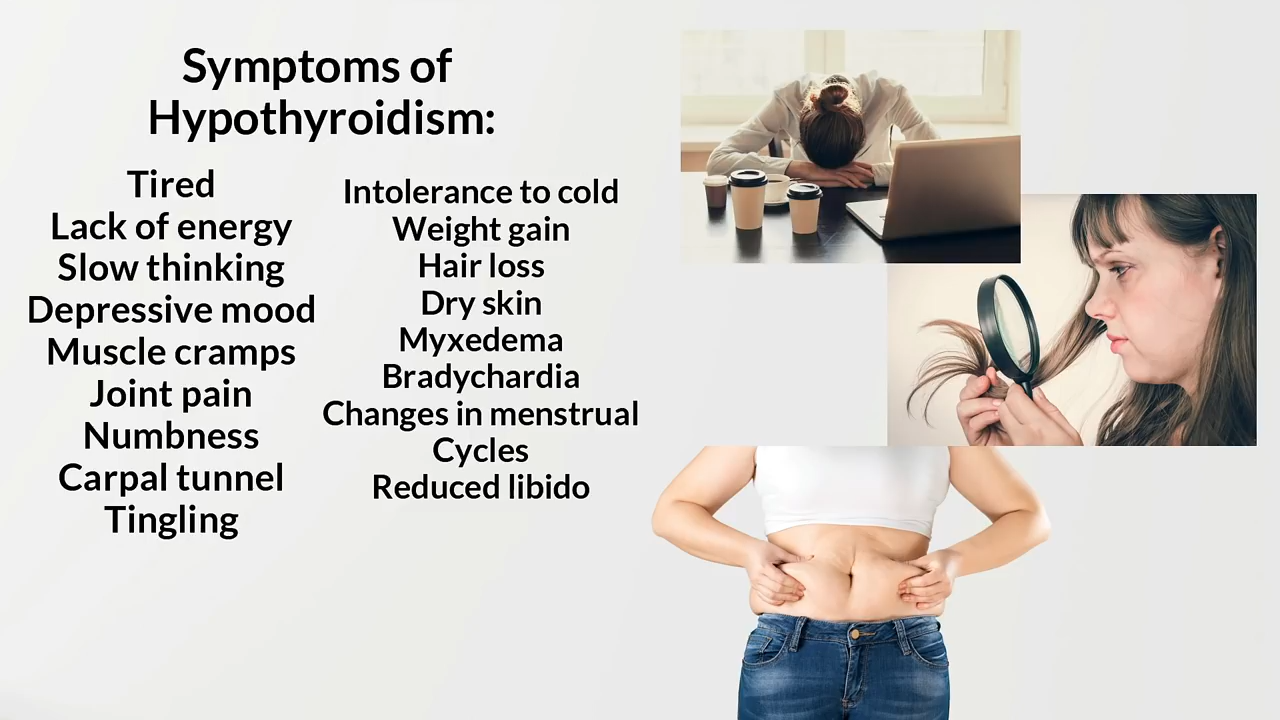 Symptoms of
Hypothyroidism:
Tired
Lack of energy
Slow thinking
Depressive mood
Muscle cramps
Joint pain
Numbness
Carpal tunnel
Tingling
Intolerance to cold
Weight gain
Hair loss
Dry skin
Myxedema
Bradychardia
Changes in menstrual
Cycles
Reduced libido